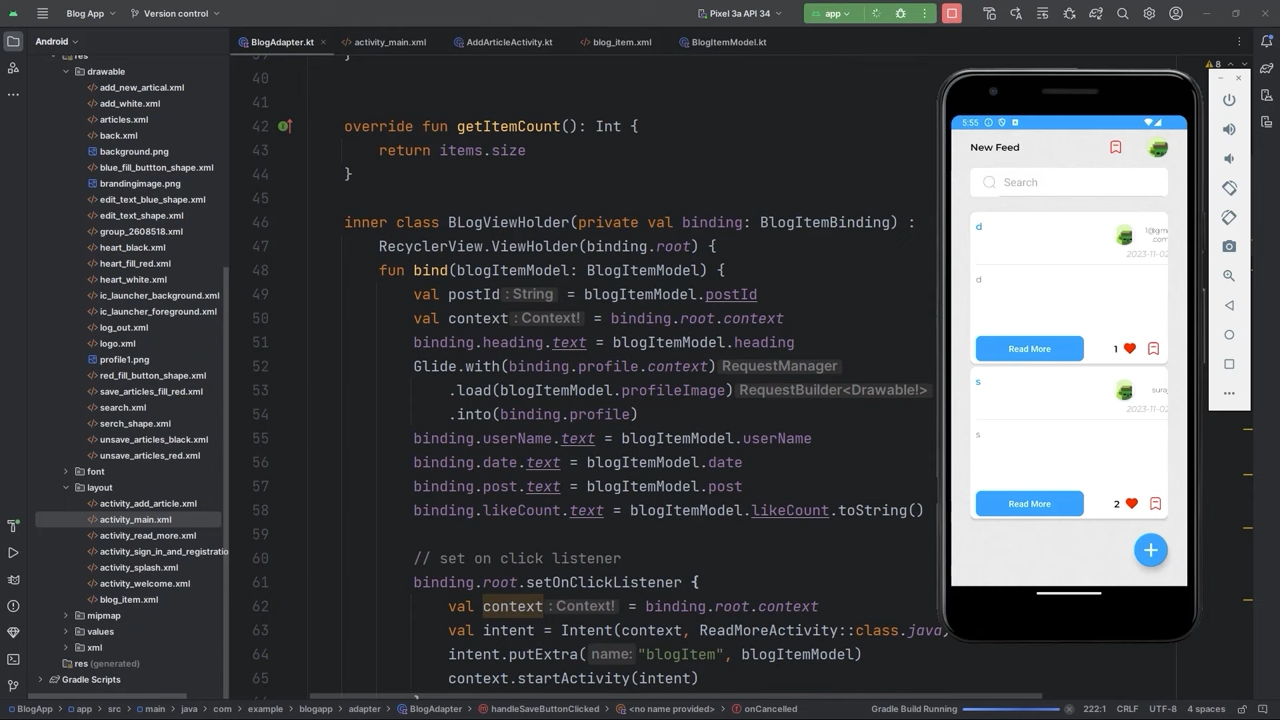 Blog App
Version control
Pixel 3a API 34
app
Android
BlogAdapter.kt
activity_main.xml
AddArticleActivity.kt
blog_item.xml
BlogItemModel.kt
res
drawable
add_new_artical.xml
add_white.xml
articles.xml
back.xml
background.png
blue_fill_buttton_shape.xml
brandingimage.png
edit_text_blue_shape.xml
edit_text_shape.xml
group_2608518.xml
heart_black.xml
heart_fill_red.xml
heart_white.xml
ic_launcher_background.xml
ic_launcher_foreground.xml
log_out.xml
logo.xml
profile1.png
red_fill_button_shape.xml
save_articles_fill_red.xml
search.xml
serch_shape.xml
unsave_articles_black.xml
unsave_articles_red.xml
font
layout
activity_add_article.xml
activity_main.xml
activity_read_more.xml
activity_sign_in_and_registratio
activity_splash.xml
activity_welcome.xml
blog_item.xml
mipmap
values
xml
res (generated)
Gradle Scripts
39 }
40
41
42 override fun getItemCount(): Int {
43 return items.size
44 }
45
46 inner class BLogViewHolder(private val binding: BlogItemBinding) :
47 RecyclerView.ViewHolder(binding.root) {
48 fun bind(blogItemModel: BlogItemModel) {
49 val postId : String = blogItemModel.postId
50 val context : Context! = binding.root.context
51 binding.heading.text = blogItemModel.heading
52 Glide.with(binding.profile.context) RequestManager
53 .load(blogItemModel.profileImage) RequestBuilder<Drawable!>
54 .into(binding.profile)
55 binding.userName.text = blogItemModel.userName
56 binding.date.text = blogItemModel.date
57 binding.post.text = blogItemModel.post
58 binding.likeCount.text = blogItemModel.likeCount.toString()
59
60 // set on click listener
61 binding.root.setOnClickListener {
62 val context : Context! = binding.root.context
63 val intent = Intent(context, ReadMoreActivity::class.java)
64 intent.putExtra( name: "blogItem", blogItemModel)
65 context.startActivity(intent)
8
5:55
New Feed
Search
d
1@gm
.com
2023-11-02
d
Read More
1
s
suraj
2023-11-02
s
Read More
2
+
BlogApp > app > src > main > java > com > example > blogapp > adapter > BlogAdapter > handleSaveButtonClicked > <no name provided> > onCancelled
Gradle Build Running
222:1
CRLF
UTF-8
4 spaces